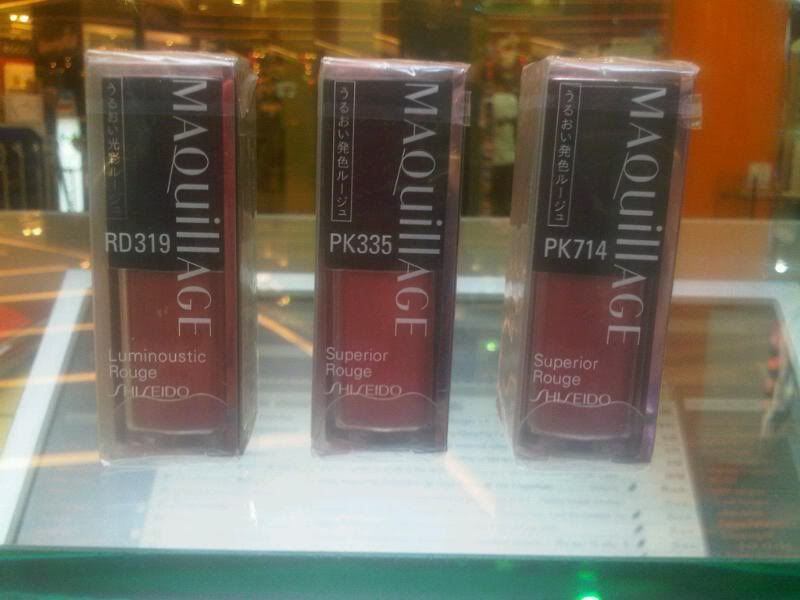 うるおい光彩ルージュ
MAQuillAGE
RD319
Luminoustic
Rouge
SHISEIDO
うるおい発色ルージュ
MAQuillAGE
PK335
Superior
Rouge
SHISEIDO
うるおい発色ルージュ
MAQuillAGE
PK714
Superior
Rouge
SHISEIDO